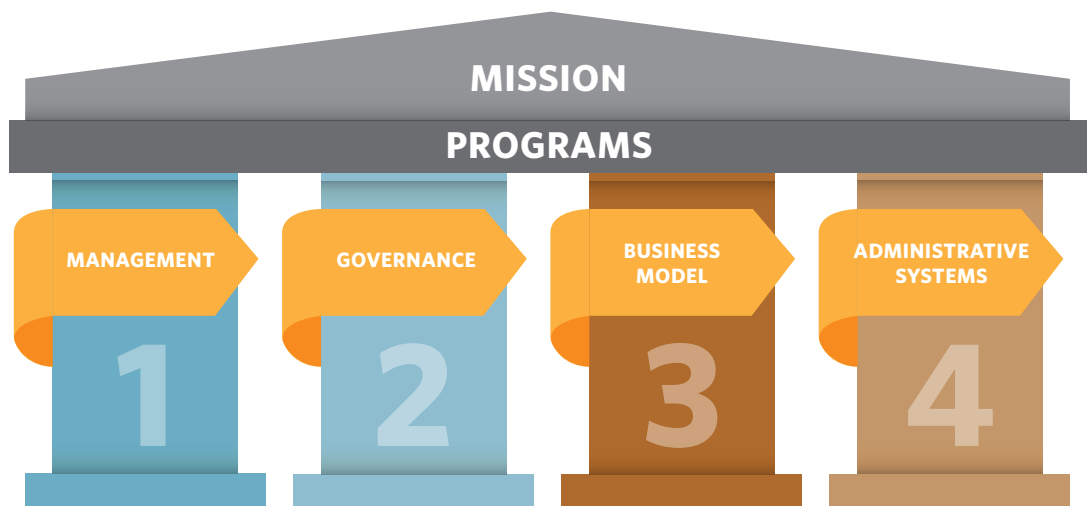 MISSION
PROGRAMS
MANAGEMENT
GOVERNANCE
BUSINESS
MODEL
ADMINISTRATIVE
SYSTEMS
1
2
3
4